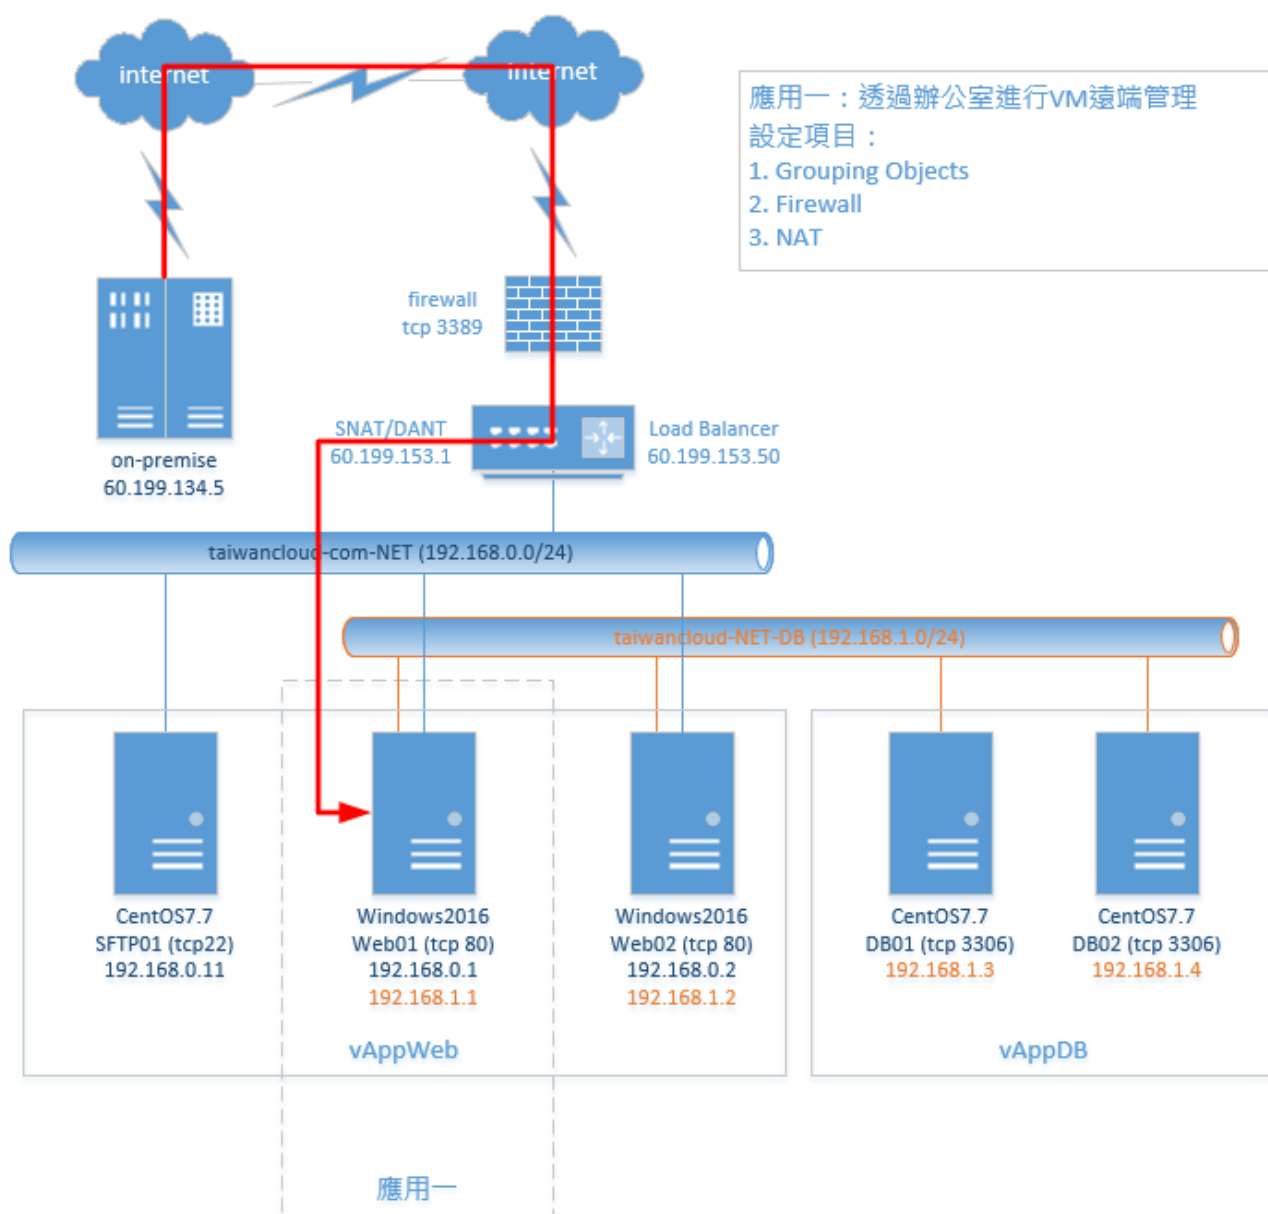 internet
internet
應用一：透過辦公室進行VM遠端管理
設定項目：
1. Grouping Objects
2. Firewall
3. NAT
firewall
tcp 3389
SNAT/DANT
60.199.153.1
Load Balancer
60.199.153.50
on-premise
60.199.134.5
taiwancloud-com-NET (192.168.0.0/24)
taiwancloud-NET-DB (192.168.1.0/24)
CentOS7.7
SFTP01 (tcp22)
192.168.0.11
Windows2016
Web01 (tcp 80)
192.168.0.1
192.168.1.1
Windows2016
Web02 (tcp 80)
192.168.0.2
192.168.1.2
CentOS7.7
DB01 (tcp 3306)
192.168.1.3
CentOS7.7
DB02 (tcp 3306)
192.168.1.4
vAppWeb
vAppDB
應用一